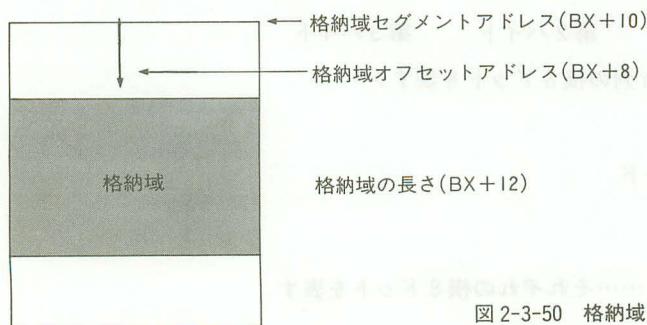 格納域セグメントアドレス(BX+10)
格納域オフセットアドレス(BX+8)
格納域
格納域の長さ(BX+12)
図2-3-50 格納域